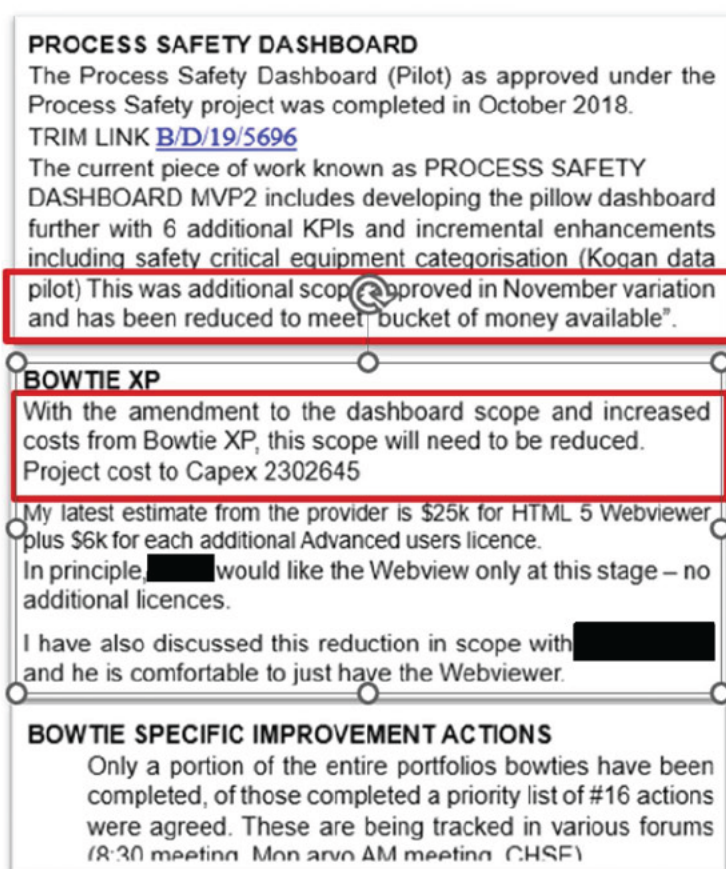 PROCESS SAFETY DASHBOARD
The Process Safety Dashboard (Pilot) as approved under the
Process Safety project was completed in October 2018.
TRIM LINK B/D/19/5696
The current piece of work known as PROCESS SAFETY
DASHBOARD MVP2 includes developing the pillow dashboard
further with 6 additional KPIs and incremental enhancements
including safety critical equipment categorisation (Kogan data
pilot) This was additional scope approved in November variation
and has been reduced to meet "bucket of money available".
BOWTIE XP
With the amendment to the dashboard scope and increased
costs from Bowtie XP, this scope will need to be reduced.
Project cost to Capex 2302645
My latest estimate from the provider is $25k for HTML 5 Webviewer
plus $6k for each additional Advanced users licence.
In principle, would like the Webview only at this stage – no
additional licences.
I have also discussed this reduction in scope with
and he is comfortable to just have the Webviewer.
BOWTIE SPECIFIC IMPROVEMENT ACTIONS
Only a portion of the entire portfolios bowties have been
completed, of those completed a priority list of #16 actions
were agreed. These are being tracked in various forums
(8:30 meeting, Mon arvo AM meeting, CHSE)